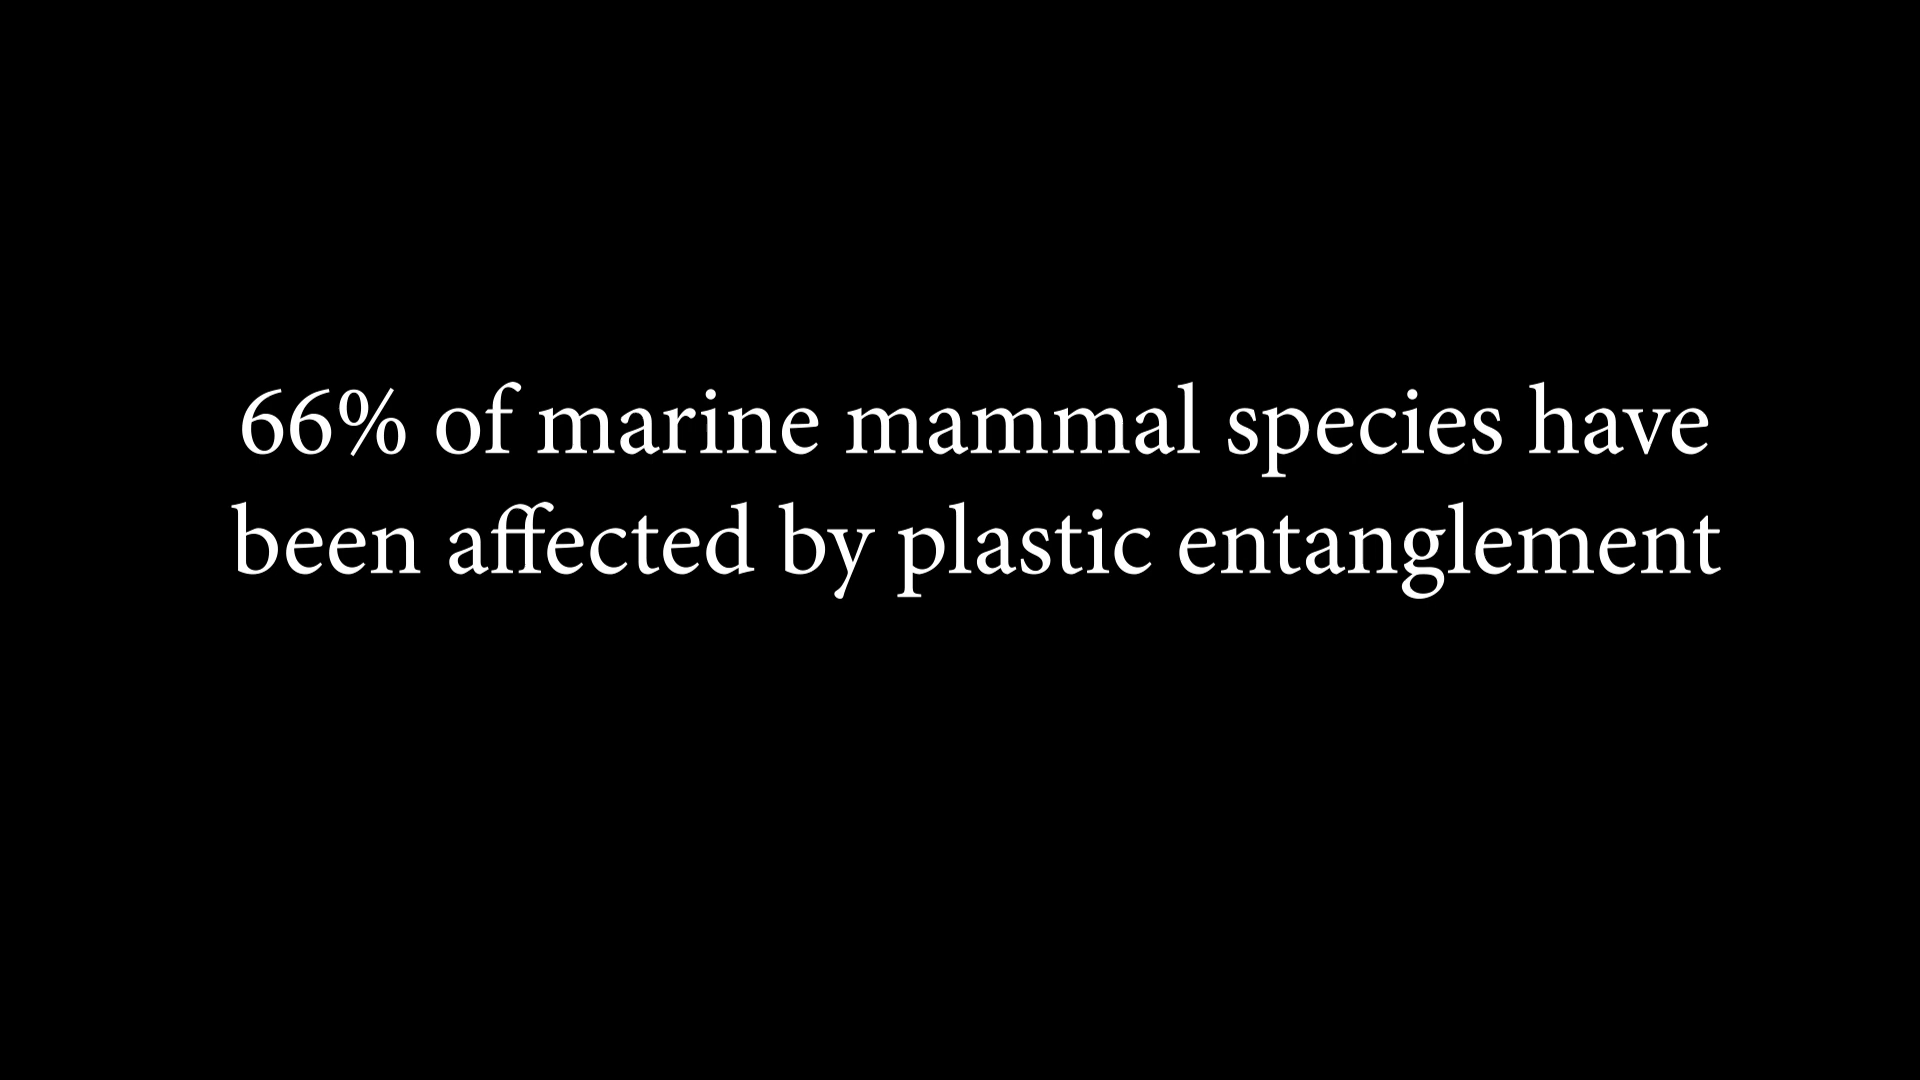 66% of marine mammal species have
been affected by plastic entanglement